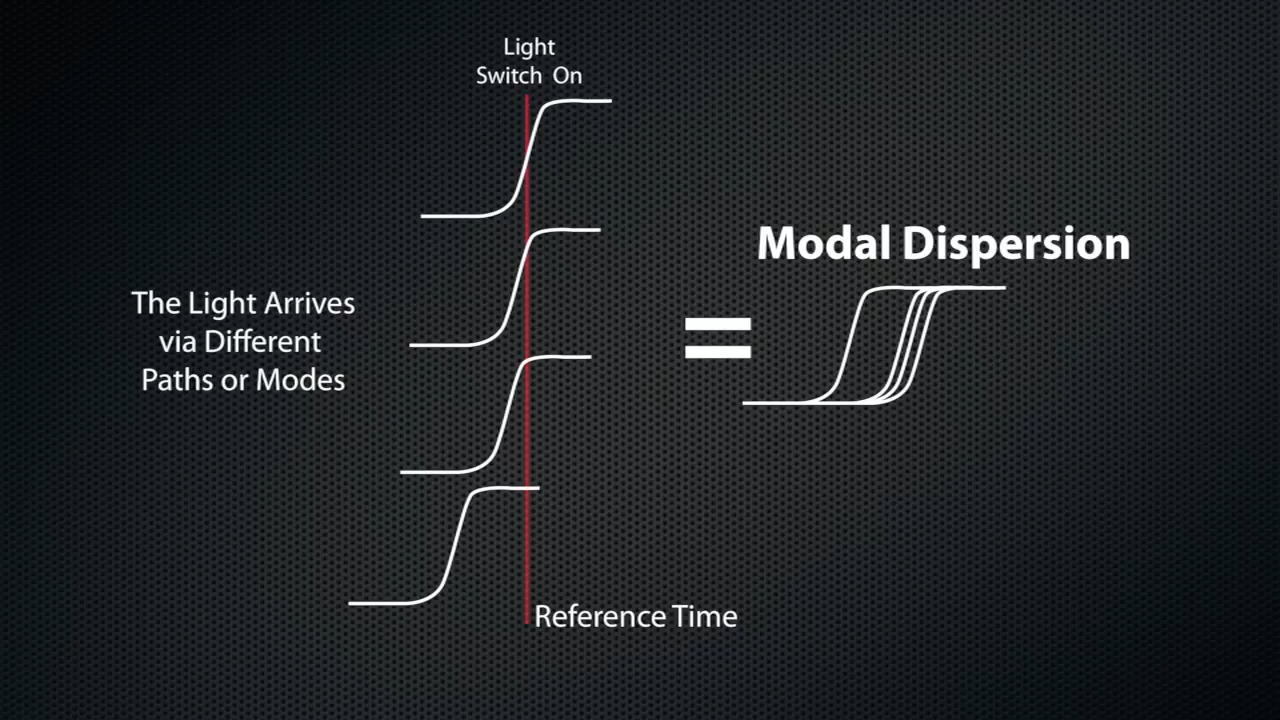 Light
Switch On
The Light Arrives
via Different
Paths or Modes
Modal Dispersion
=
Reference Time